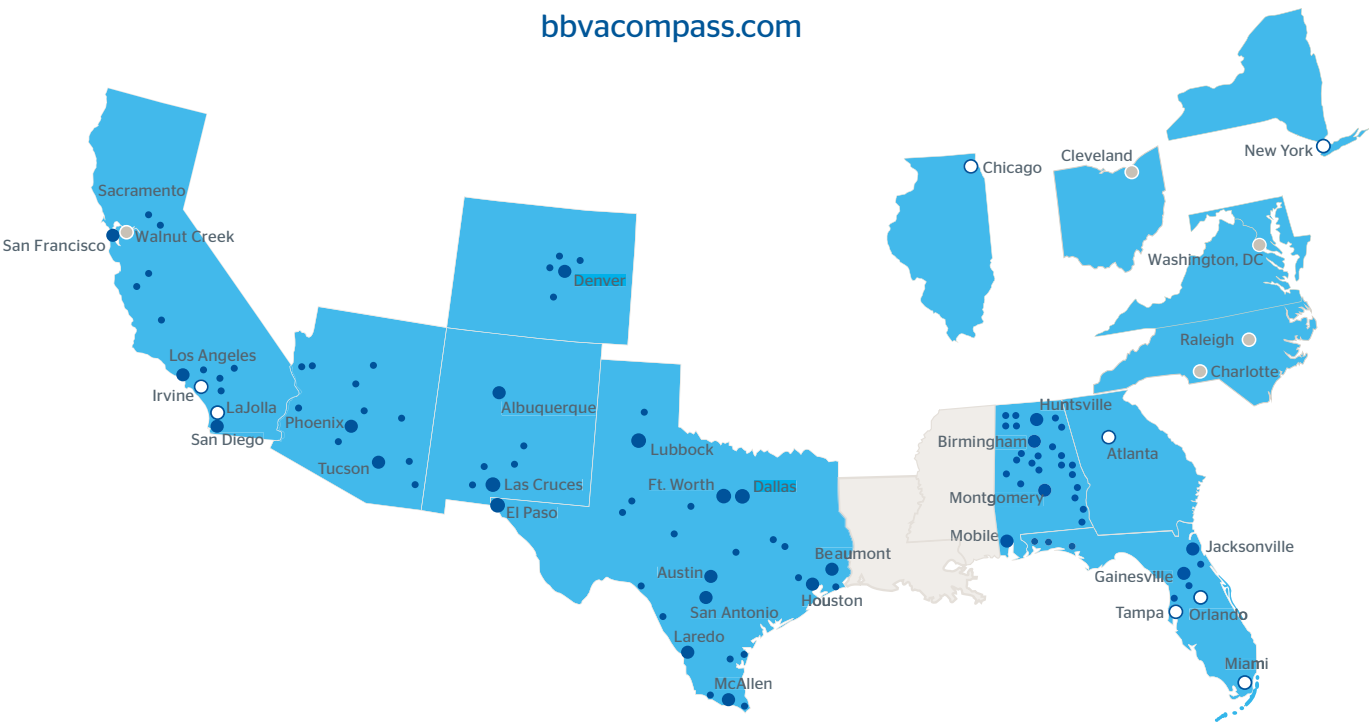 bbvacompass.com
Sacramento
San Francisco
Walnut Creek
Los Angeles
Irvine
LaJolla
San Diego
Phoenix
Tucson
Denver
Albuquerque
Las Cruces
El Paso
Lubbock
Ft. Worth
Dallas
Austin
San Antonio
Beaumont
Houston
Laredo
McAllen
Chicago
Cleveland
New York
Washington, DC
Raleigh
Charlotte
Huntsville
Birmingham
Atlanta
Montgomery
Mobile
Jacksonville
Gainesville
Tampa
Orlando
Miami